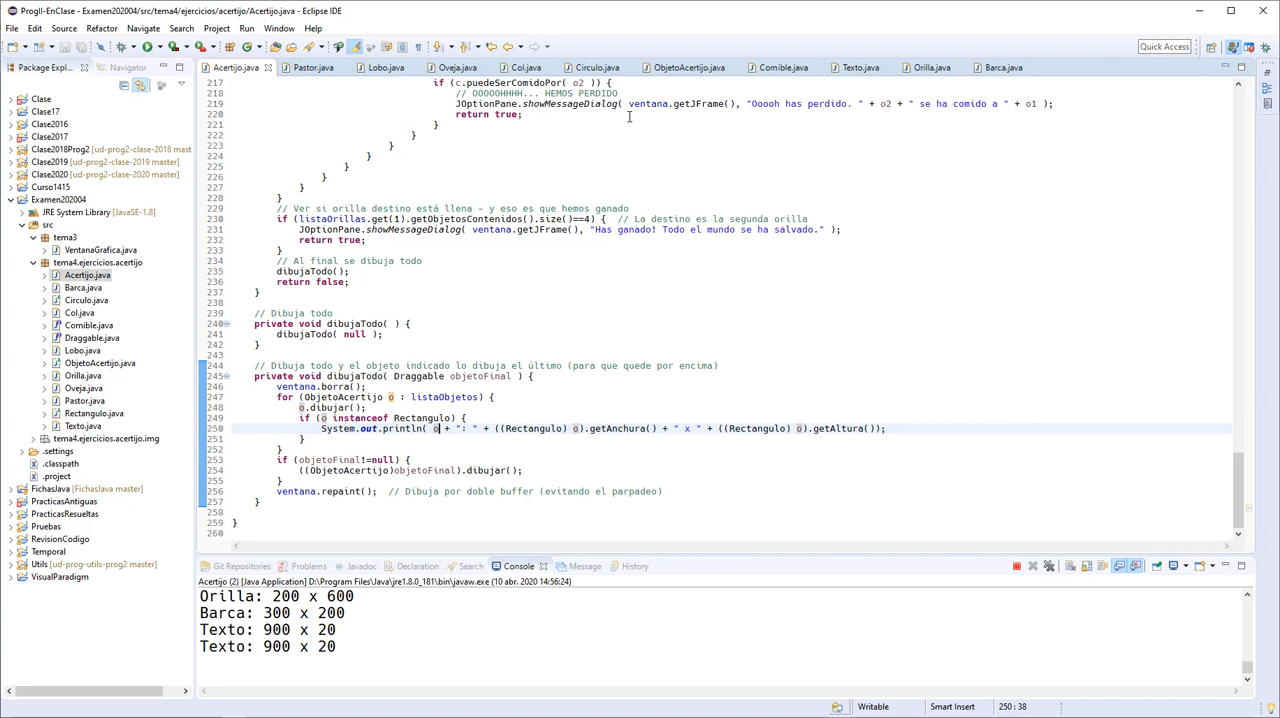 ProgII-EnClase - Examen202004/src/tema4/ejercicios/acertijo/Acertijo.java - Eclipse IDE
File Edit Source Refactor Navigate Search Project Run Window Help
Quick Access
Package Expl... Navigator
Acertijo.java Pastor.java Lobo.java Oveja.java Col.java Circulo.java ObjetoAcertijo.java Comible.java Texto.java Orilla.java Barca.java
Clase
Clase17
Clase2016
Clase2017
Clase2018Prog2 (ud-prog2-clase-2018 mast
Clase2019 [ud-prog2-clase-2019 master]
Clase2020 [ud-prog2-clase-2020 master]
Curso1415
Examen202004
JRE System Library [JavaSE-1.8]
src
tema3
VentanaGrafica.java
tema4.ejercicios.acertijo
Acertijo.java
Barca.java
Circulo.java
Col.java
Comible.java
Draggable.java
Lobo.java
ObjetoAcertijo.java
Orilla.java
Oveja.java
Pastor.java
Rectangulo.java
Texto.java
tema4.ejercicios.acertijo.img
.settings
.classpath
.project
FichasJava [FichasJava master]
PracticasAntiguas
PracticasResueltas
Pruebas
RevisionCodigo
Temporal
Utils [ud-prog-utils-prog2 master]
VisualParadigm
217 if (c.puedeSerComidoPor( o2 )) {
218 // OOOOOHHHH... HEMOS PERDIDO
219 JOptionPane.showMessageDialog( ventana.getJFrame(), "Ooooh has perdido. " + o2 + " se ha comido a " + o1 );
220 return true;
221 }
222 }
223 }
224 }
225 }
226 }
227 }
228 }
229 // Ver si orilla destino está llena - y eso es que hemos ganado
230 if (listaOrillas.get(1).getObjetosContenidos().size()==4) { // La destino es la segunda orilla
231 JOptionPane.showMessageDialog( ventana.getJFrame(), "Has ganado! Todo el mundo se ha salvado." );
232 return true;
233 }
234 // Al final se dibuja todo
235 dibujaTodo();
236 return false;
237 }
238
239 // Dibuja todo
240 private void dibujaTodo( ) {
241 dibujaTodo( null );
242 }
243
244 // Dibuja todo y el objeto indicado lo dibuja el último (para que quede por encima)
245 private void dibujaTodo( Draggable objetoFinal ) {
246 ventana.borra();
247 for (ObjetoAcertijo o : listaObjetos) {
248 o.dibujar();
249 if (o instanceof Rectangulo) {
250 System.out.println( o + ": " + ((Rectangulo) o).getAnchura() + " x " + ((Rectangulo) o).getAltura());
251 }
252 }
253 if (objetoFinal!=null) {
254 ((ObjetoAcertijo)objetoFinal).dibujar();
255 }
256 ventana.repaint(); // Dibuja por doble buffer (evitando el parpadeo)
257 }
258
259 }
260
Git Repositories Problems Javadoc Declaration Search Console Message History
Acertijo (2) [Java Application] D:\Program Files\Java\jre1.8.0_181\bin\javaw.exe (10 abr. 2020 14:56:24)
Orilla: 200 x 600
Barca: 300 x 200
Texto: 900 x 20
Texto: 900 x 20
Writable Smart Insert 250 : 38